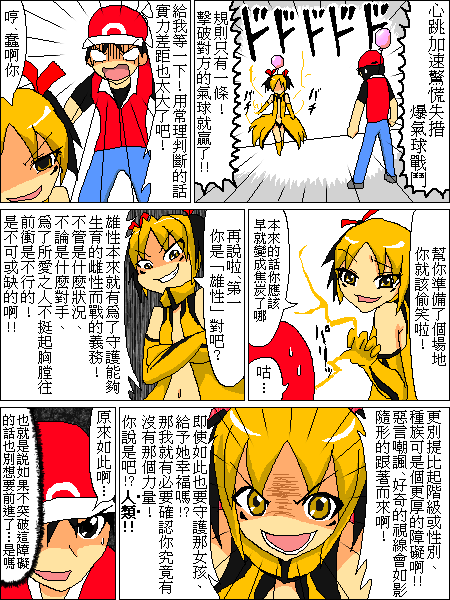 心跳加速驚慌失措
爆氣球戰!!
ドドドドド
バチ
バチ
規則只有一條！
擊破對方的氣球就贏了!!
給我等一下！用常理判斷的話
實力差距也太大了吧！
哼 蠢啊你
幫你準備了個場地
你就該偷笑啦！
本來的話你應該
早就變成焦炭了哪
咕…
再說啦、第一
你是「雄性」對吧?
雄性本來就有為了守護能夠
生育的雌性而戰的義務！
不管是什麼狀況、
不論是什麼對手、
為了所愛之人不挺起胸膛往
前衝是不行的！
是不可或缺的啊!!
更別提比起階級或性別、
種族可是個更厚的障礙啊!!
惡言嘲諷、好奇的視線會如影
隨形的跟著而來啊！
即使如此也要守護那女孩、
給予她幸福嗎!?
那我就有必要確認你究竟有
沒有那個力量！
你說是吧!?人類!!
原來如此啊…
也就是說如果不突破這障礙
的話也別想要前進了…是嗎